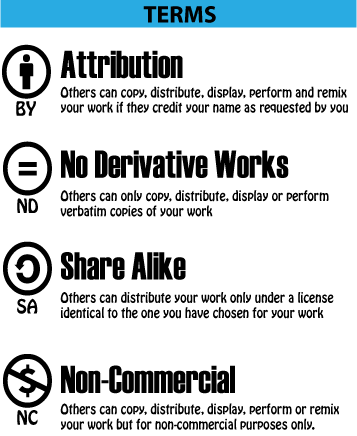 TERMS
Attribution
Others can copy, distribute, display, perform and remix
your work if they credit your name as requested by you
BY
No Derivative Works
Others can only copy, distribute, display or perform
verbatim copies of your work
ND
Share Alike
Others can distribute your work only under a license
identical to the one you have chosen for your work
SA
Non-Commercial
Others can copy, distribute, display, perform or remix
your work but for non-commercial purposes only.
NC